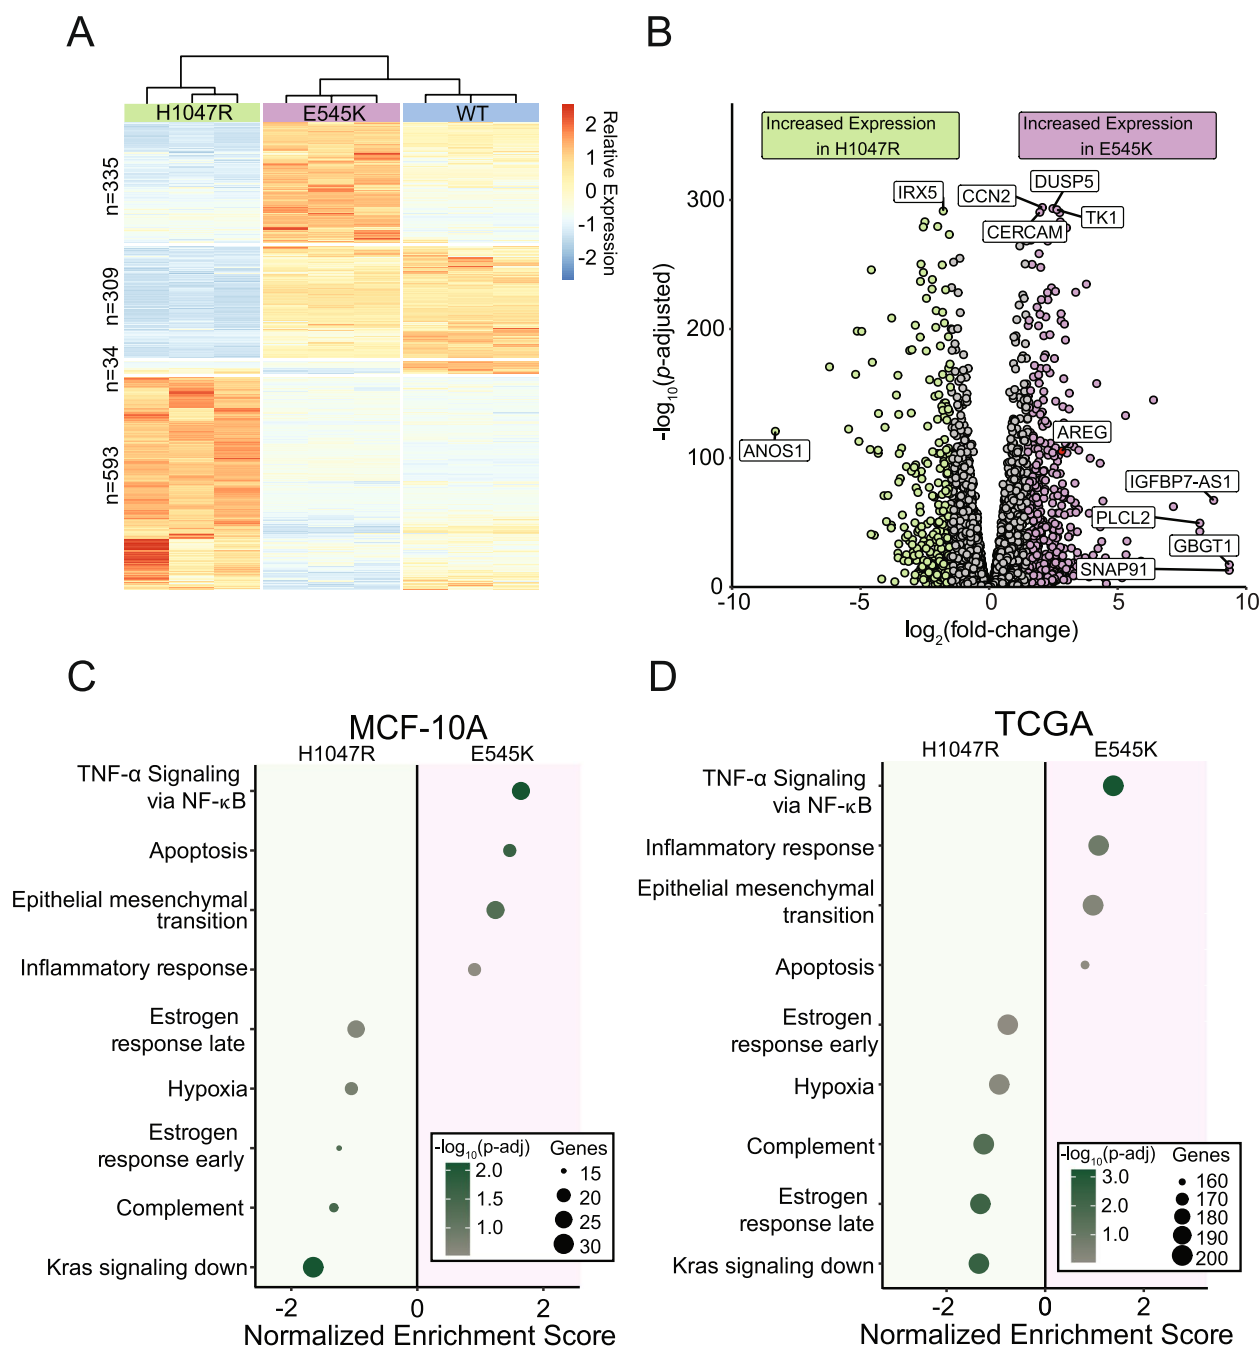 A
H1047R
E545K
WT
n=335
n=309
n=34
n=593
2
1
0
-1
-2
Relative Expression
B
Increased Expression
in H1047R
Increased Expression
in E545K
IRX5
CCN2
DUSP5
TK1
CERCAM
AREG
ANOS1
IGFBP7-AS1
PLCL2
GBGT1
SNAP91
300
200
100
0
-log10(p-adjusted)
-10
-5
0
5
10
log2(fold-change)
C
MCF-10A
H1047R
E545K
TNF-α Signaling
via NF-κB
Apoptosis
Epithelial mesenchymal
transition
Inflammatory response
Estrogen
response late
Hypoxia
Estrogen
response early
Complement
Kras signaling down
-log10(p-adj)
2.0
1.5
1.0
Genes
15
20
25
30
-2
0
2
Normalized Enrichment Score
D
TCGA
H1047R
E545K
TNF-α Signaling
via NF-κB
Inflammatory response
Epithelial mesenchymal
transition
Apoptosis
Estrogen
response early
Hypoxia
Complement
Estrogen
response late
Kras signaling down
-log10(p-adj)
3.0
2.0
1.0
Genes
160
170
180
190
200
-2
0
2
Normalized Enrichment Score